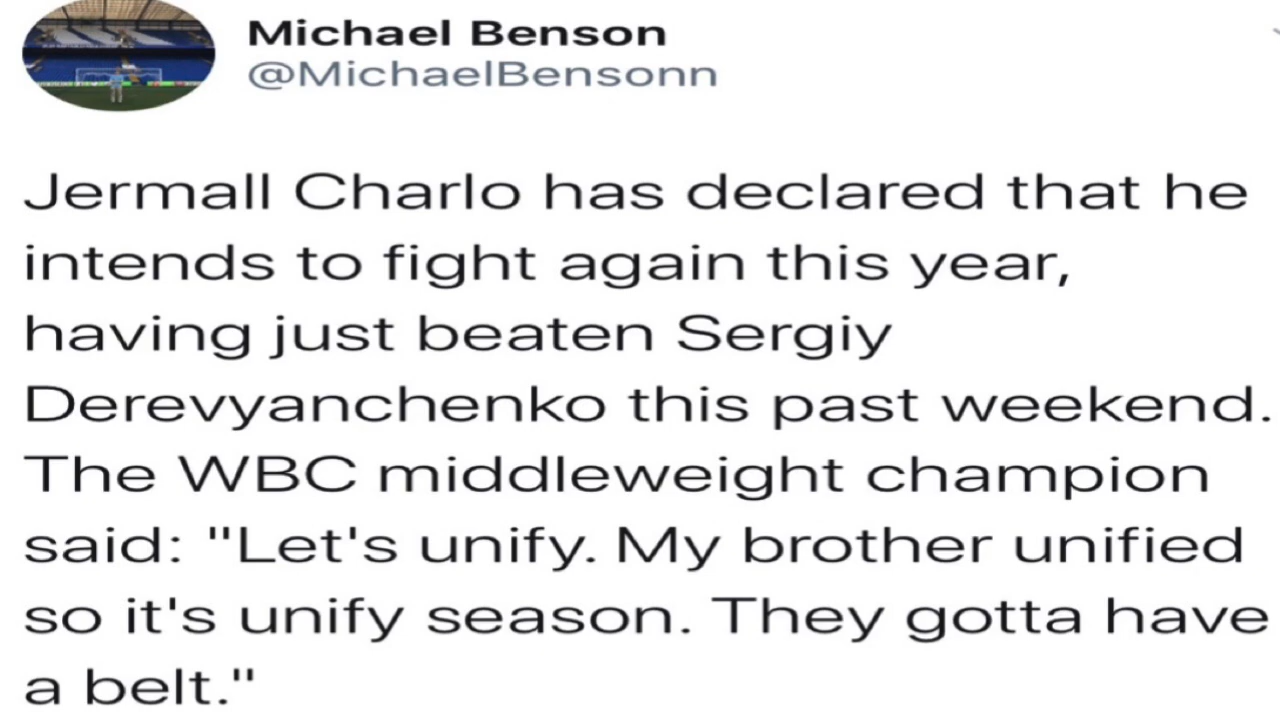 Michael Benson
@MichaelBensonn
Jermall Charlo has declared that he
intends to fight again this year,
having just beaten Sergiy
Derevyanchenko this past weekend.
The WBC middleweight champion
said: "Let's unify. My brother unified
so it's unify season. They gotta have
a belt."